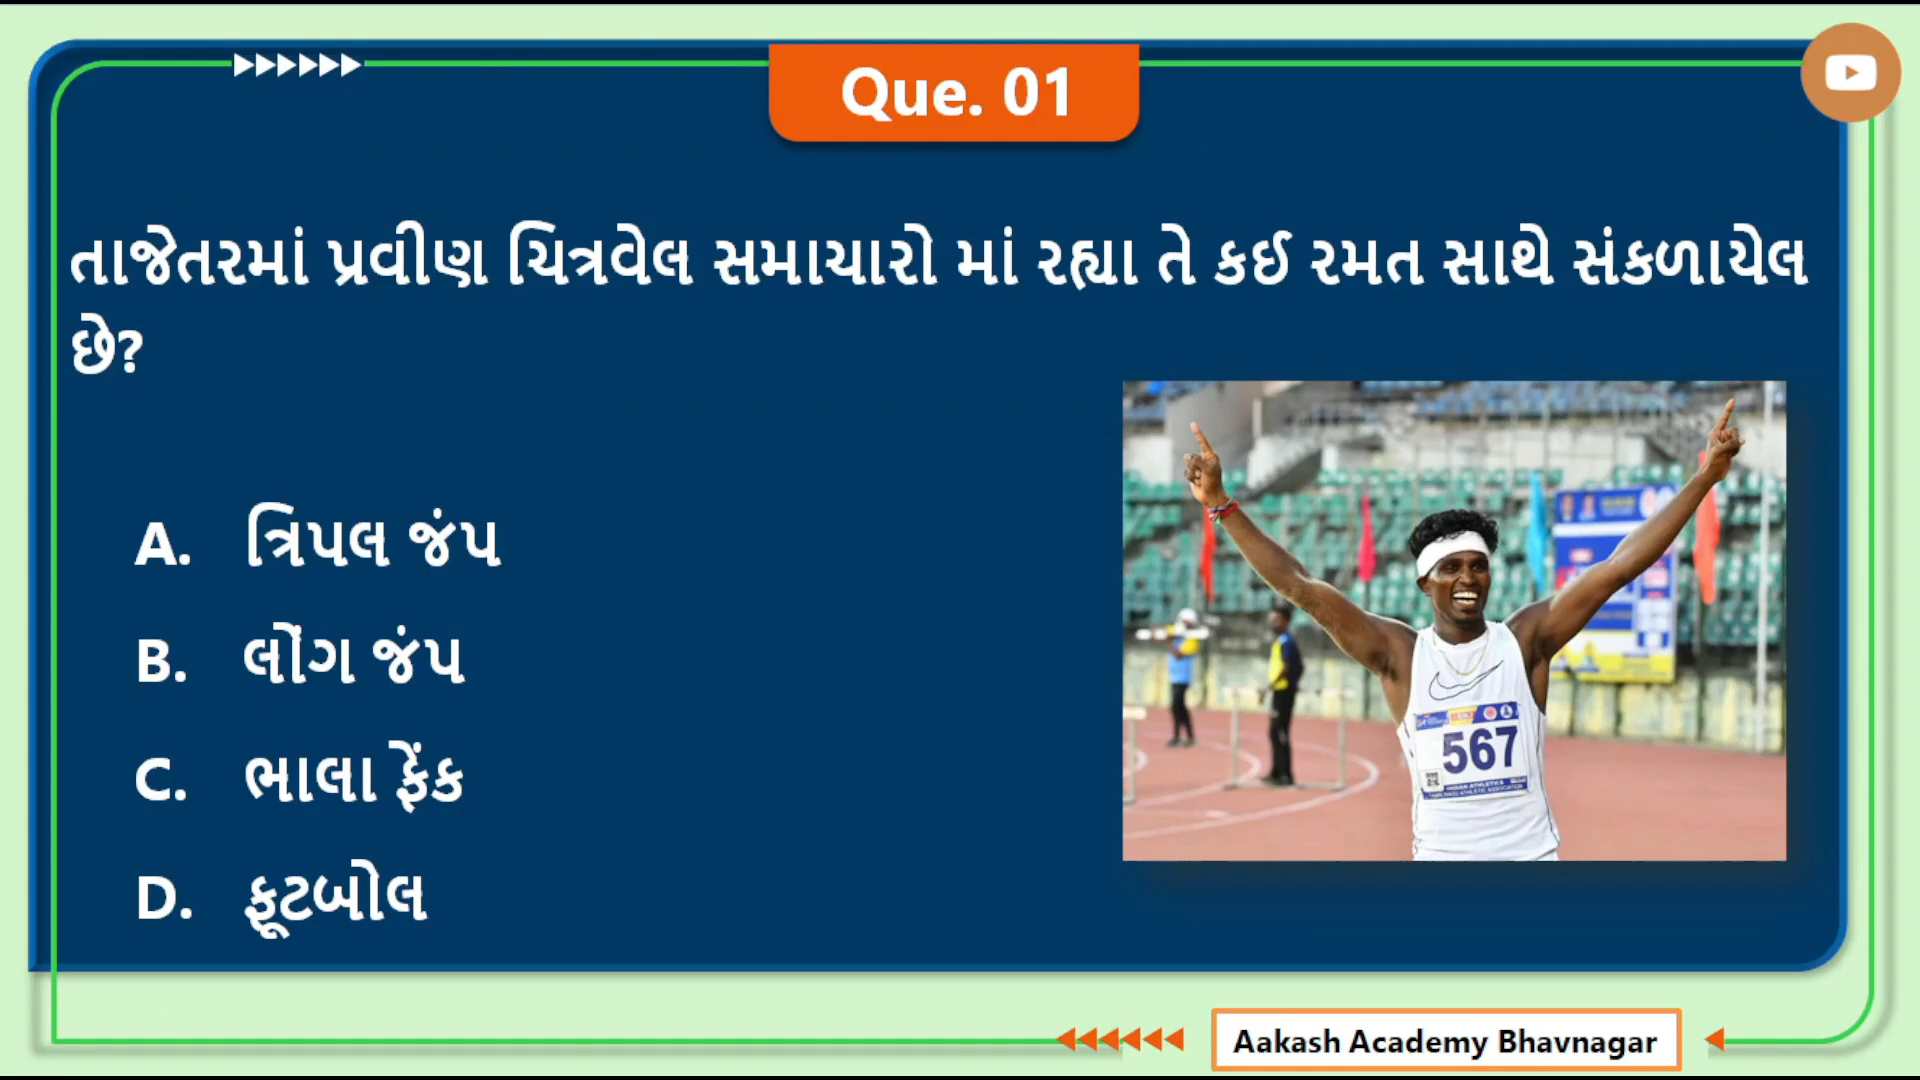 Que. 01
તાજેતરમાં પ્રવીણ ચિત્રવેલ સમાચારો માં રહ્યા તે કઈ રમત સાથે સંકળાયેલ
છે?
A. ત્રિપલ જંપ
B. લોંગ જંપ
C. ભાલા ફેંક
D. ફૂટબોલ
567
Aakash Academy Bhavnagar